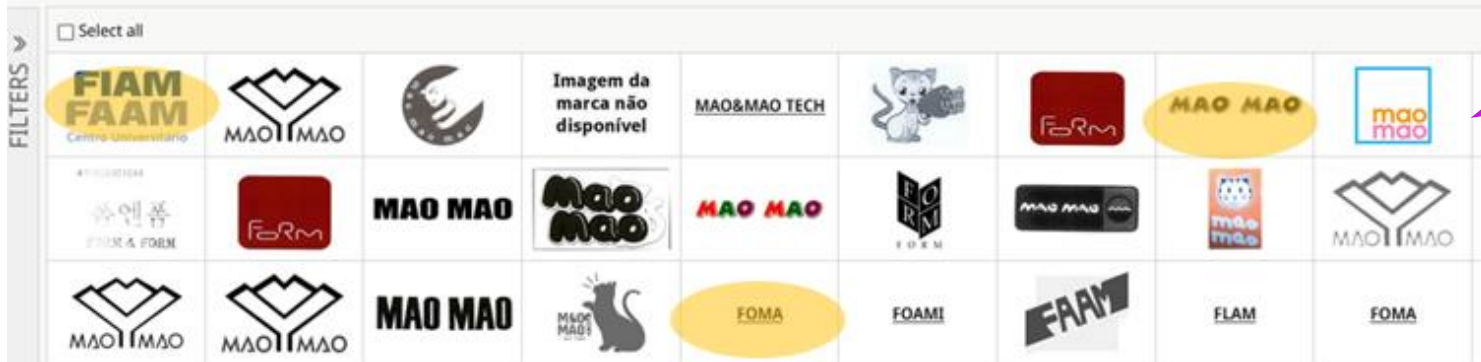 FILTERS
Select all
FIAM
FAAM
Centro Universitário
MAO MAO
Imagem da
marca não
disponível
MAO&MAO TECH
FORM
MAO MAO
mao
mao
FORM & FORM
FORM
MAO MAO
mao
mao
MAO MAO
FORM
FORM
MAO MAO
mao
mao
MAO MAO
MAO MAO
MAO MAO
MAO MAO
FOMA
FOAMI
FAAM
FLAM
FOMA